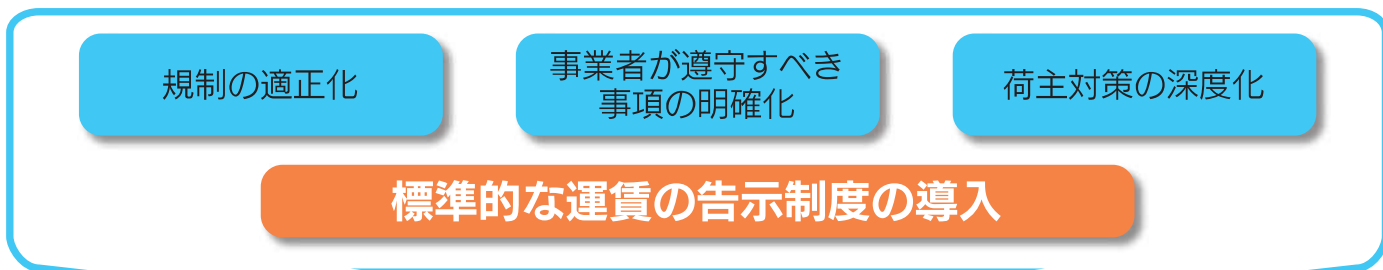 規制の適正化
事業者が遵守すべき
事項の明確化
荷主対策の深度化
標準的な運賃の告示制度の導入